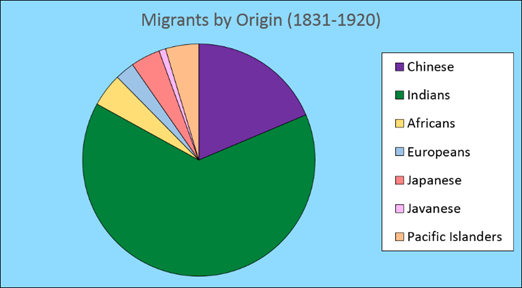 Migrants by Origin (1831-1920)
Chinese
Indians
Africans
Europeans
Japanese
Javanese
Pacific Islanders